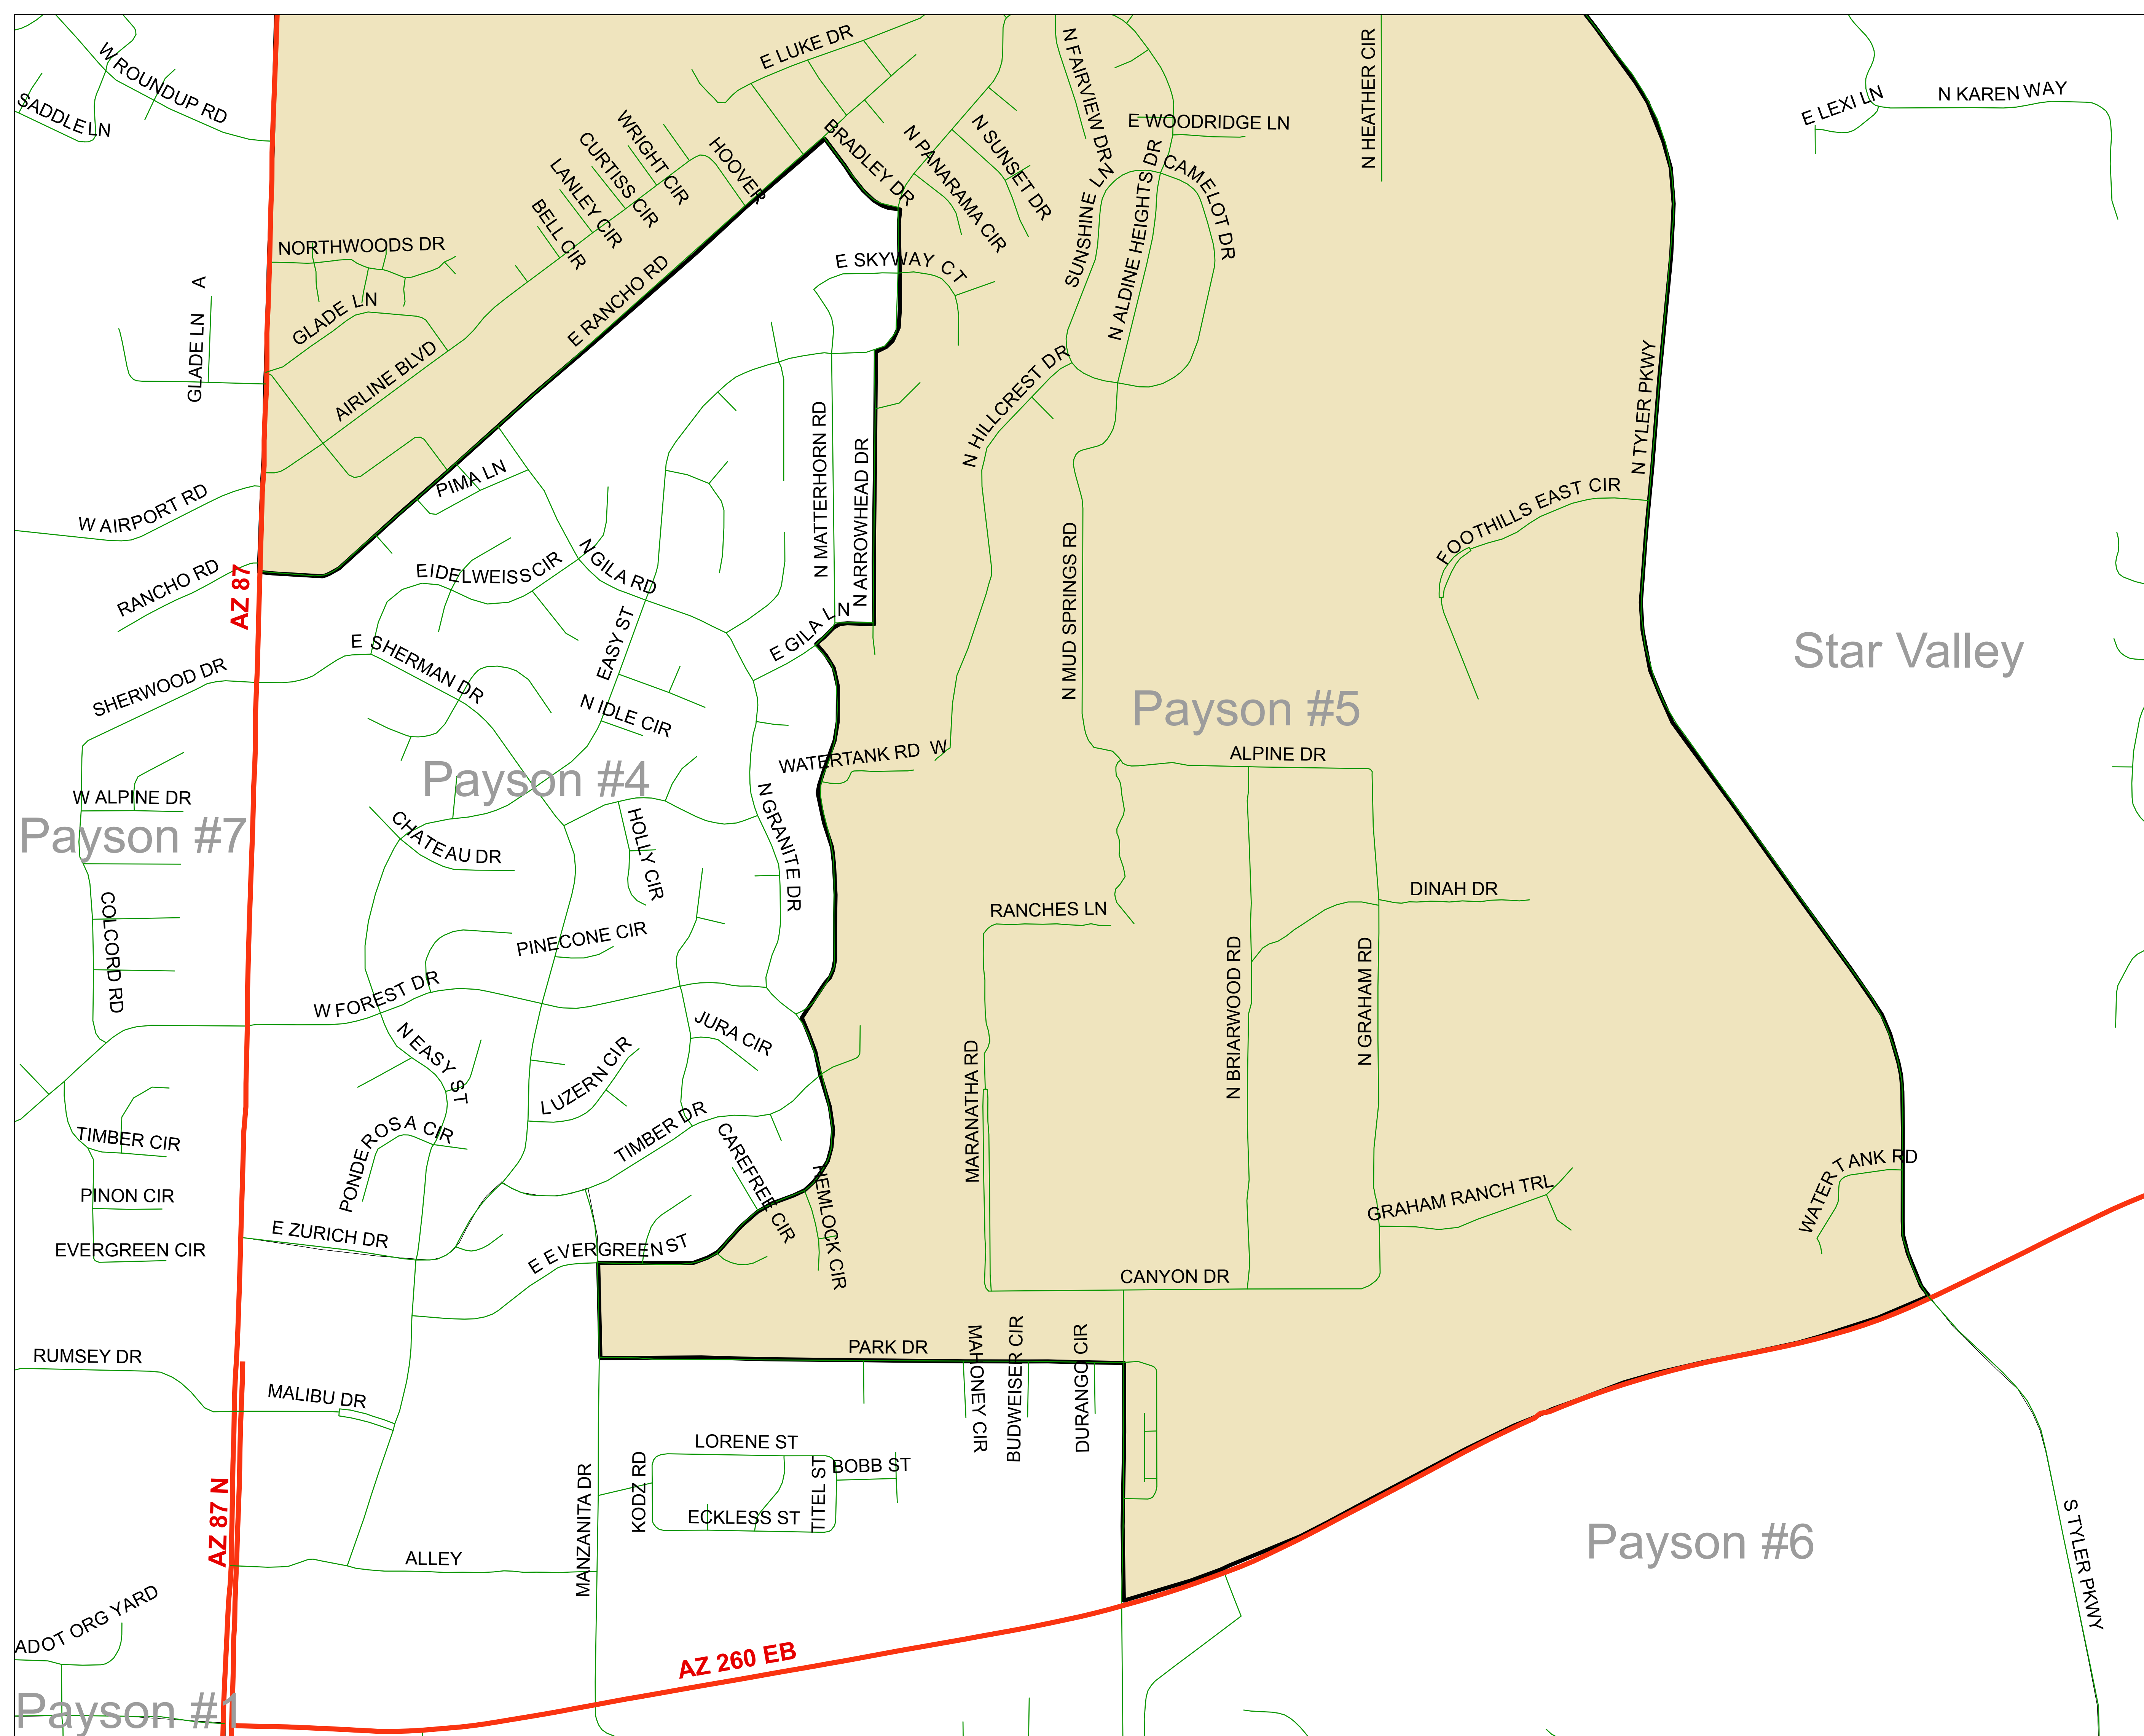 W ROUNDUP RD
SADDLE LN
E LUKE DR
N FAIRVIEW DR
N HEATHER CIR
E LEXI LN
N KAREN WAY
E WOODRIDGE LN
WRIGHT CIR
CURTISS CIR
LANLEY CIR
BELL CIR
HOOVER
BRADLEY DR
N PANARAMA CIR
N SUNSET DR
SUNSHINE LN
N ALDINE HEIGHTS DR
CAMELOT DR
NORTHWOODS DR
E SKYWAY CT
E RANCHO RD
GLADE LN A
GLADE LN
AIRLINE BLVD
N HILLCREST DR
N TYLER PKWY
N MATTERHORN RD
N ARROWHEAD DR
PIMA LN
W AIRPORT RD
FOOTHILLS EAST CIR
RANCHO RD
AZ 87
EIDELWEISS CIR
N GILA RD
E GILA LN
N MUD SPRINGS RD
EASY ST
E SHERMAN DR
SHERWOOD DR
N IDLE CIR
Star Valley
Payson #5
WATERTANK RD W
ALPINE DR
Payson #4
W ALPINE DR
Payson #7
CHATEAU DR
HOLLY CIR
N GRANITE DR
DINAH DR
RANCHES LN
COLCORD RD
PINECONE CIR
N BRIARWOOD RD
N GRAHAM RD
W FOREST DR
JURA CIR
N EASY ST
LUZERN CIR
MARANATHA RD
TIMBER DR
TIMBER CIR
PONDEROSA CIR
CAREFREE CIR
HEMLOCK CIR
WATER TANK RD
GRAHAM RANCH TRL
PINON CIR
E ZURICH DR
EVERGREEN CIR
E EVERGREEN ST
CANYON DR
PARK DR
MAHONEY CIR
BUDWEISER CIR
DURANGO CIR
RUMSEY DR
MALIBU DR
LORENE ST
KODZ RD
TITEL ST
BOBB ST
ECKLESS ST
MANZANITA DR
AZ 87 N
ALLEY
Payson #6
S TYLER PKWY
ADOT ORG YARD
AZ 260 EB
Payson #1